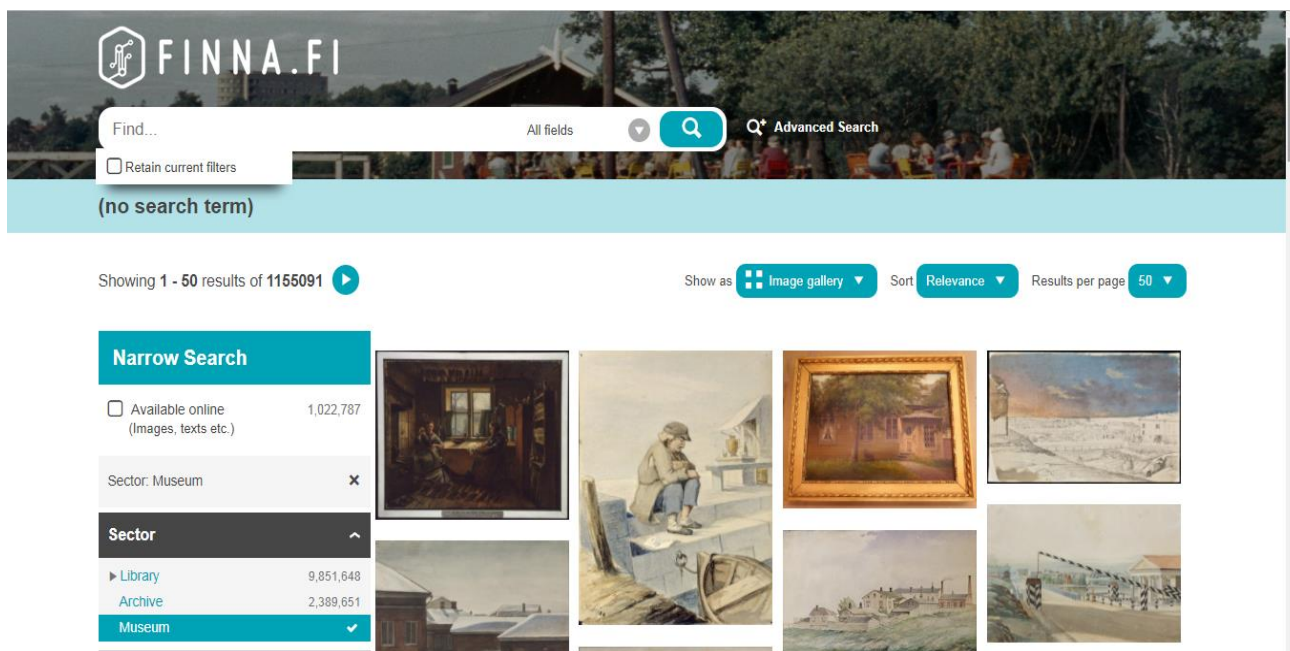 FINNA.FI
Find...
All fields
Advanced Search
Retain current filters
(no search term)
Showing 1 - 50 results of 1155091
Show as Image gallery Sort Relevance Results per page 50
Narrow Search
Available online 1,022,787
(Images, texts etc.)
Sector: Museum
Sector
Library 9,851,648
Archive 2,389,651
Museum